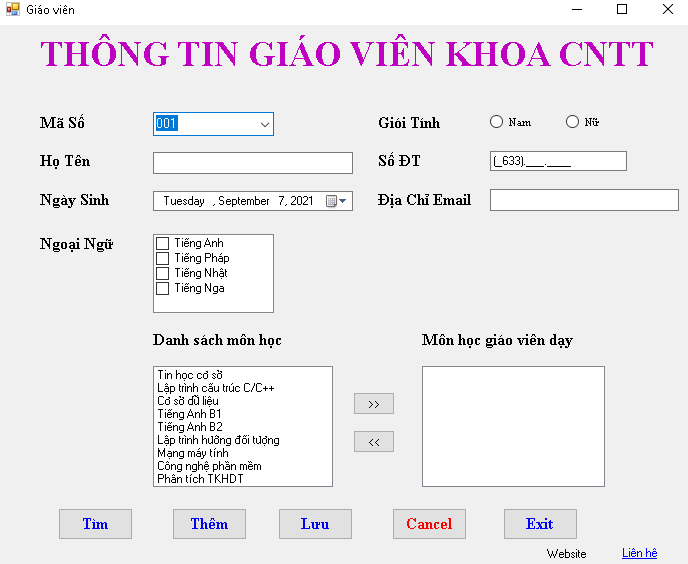 Giáo viên
THÔNG TIN GIÁO VIÊN KHOA CNTT
Mã Số
001
Giói Tính
Nam
Nữ
Họ Tên
Số ĐT
(_633).___.____
Ngày Sinh
Tuesday , September 7, 2021
Địa Chỉ Email
Ngoại Ngữ
Tiếng Anh
Tiếng Pháp
Tiếng Nhật
Tiếng Nga
Danh sách môn học
Môn học giáo viên dạy
Tin học cơ sở
Lập trình cấu trúc C/C++
Cơ sở dữ liệu
Tiếng Anh B1
Tiếng Anh B2
Lập trình hướng đối tượng
Mạng máy tính
Công nghệ phần mềm
Phân tích TKHDT
>>
<<
Tìm
Thêm
Lưu
Cancel
Exit
Website
Liên hê